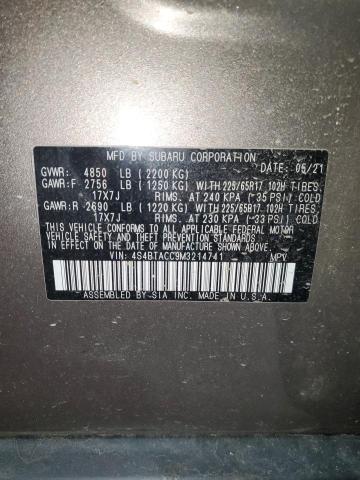 MFD BY SUBARU CORPORATION DATE: 05/21
GVWR: 4850 LB (2200 KG)
GAWR:F 2756 LB (1250 KG) WITH 225/65R17 102H TIRES,
17X7J RIMS, AT 240 KPA (35 PSI) COLD
GAWR:R 2690 LB (1220 KG) WITH 225/65R17 102H TIRES,
17X7J RIMS, AT 230 KPA (33 PSI) COLD
THIS VEHICLE CONFORMS TO ALL APPLICABLE FEDERAL MOTOR
VEHICLE SAFETY STANDARDS IN EFFECT ON THE DATE OF
MANUFACTURE SHOWN ABOVE.
VIN: 4S4BTACC9M3214741 MPV
ASSEMBLED BY SIA INC. MADE IN U.S.A.